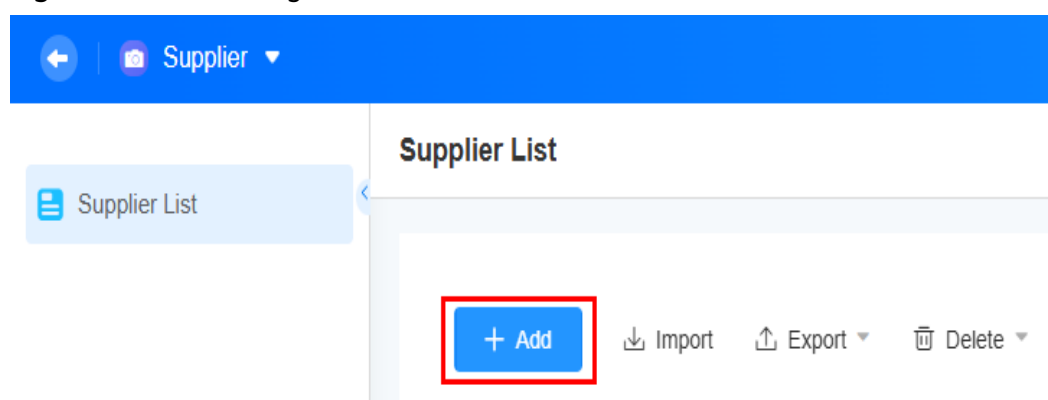 Supplier
Supplier List
Supplier List
+ Add
Import
Export
Delete